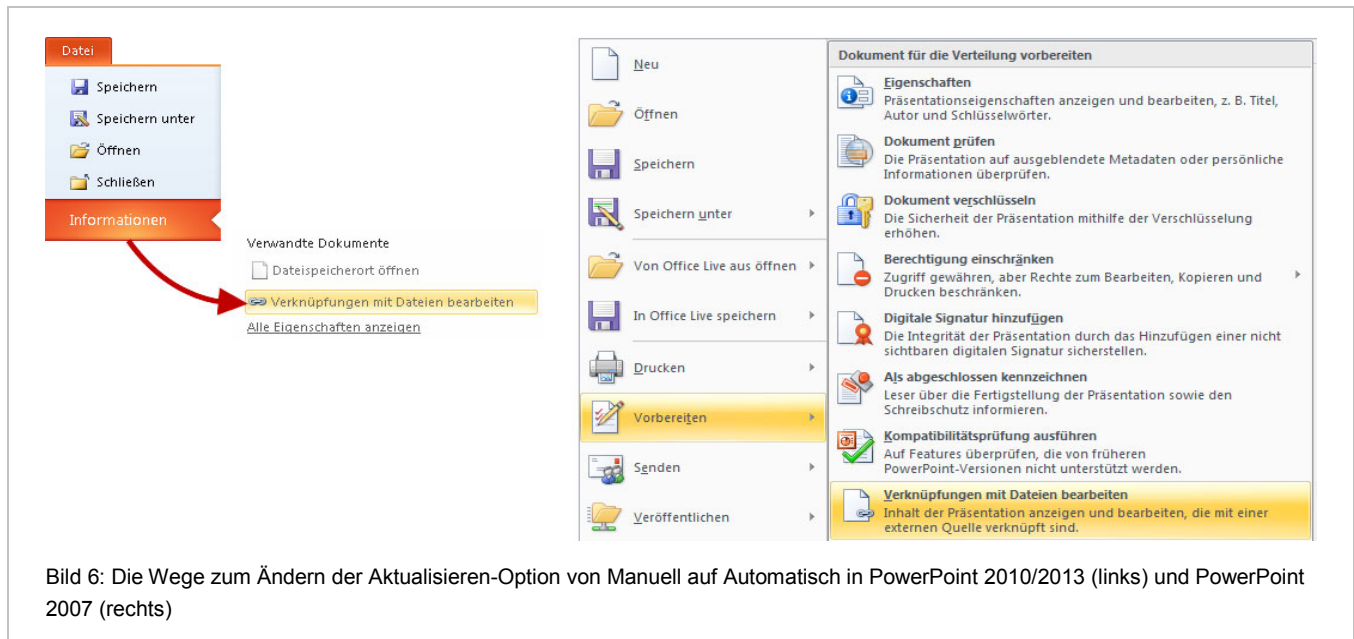 Datei
Speichern
Speichern unter
Öffnen
Schließen
Informationen
Verwandte Dokumente
Dateispeicherort öffnen
Verknüpfungen mit Dateien bearbeiten
Alle Eigenschaften anzeigen
Neu
Öffnen
Speichern
Speichern unter
Von Office Live aus öffnen
In Office Live speichern
Drucken
Vorbereiten
Senden
Veröffentlichen
Dokument für die Verteilung vorbereiten
Eigenschaften
Präsentationseigenschaften anzeigen und bearbeiten, z. B. Titel,
Autor und Schlüsselwörter.
Dokument prüfen
Die Präsentation auf ausgeblendete Metadaten oder persönliche
Informationen überprüfen.
Dokument verschlüsseln
Die Sicherheit der Präsentation mithilfe der Verschlüsselung
erhöhen.
Berechtigung einschränken
Zugriff gewähren, aber Rechte zum Bearbeiten, Kopieren und
Drucken beschränken.
Digitale Signatur hinzufügen
Die Integrität der Präsentation durch das Hinzufügen einer nicht
sichtbaren digitalen Signatur sicherstellen.
Als abgeschlossen kennzeichnen
Leser über die Fertigstellung der Präsentation sowie den
Schreibschutz informieren.
Kompatibilitätsprüfung ausführen
Auf Features überprüfen, die von früheren
PowerPoint-Versionen nicht unterstützt werden.
Verknüpfungen mit Dateien bearbeiten
Inhalt der Präsentation anzeigen und bearbeiten, die mit einer
externen Quelle verknüpft sind.
Bild 6: Die Wege zum Ändern der Aktualisieren-Option von Manuell auf Automatisch in PowerPoint 2010/2013 (links) und PowerPoint
2007 (rechts)